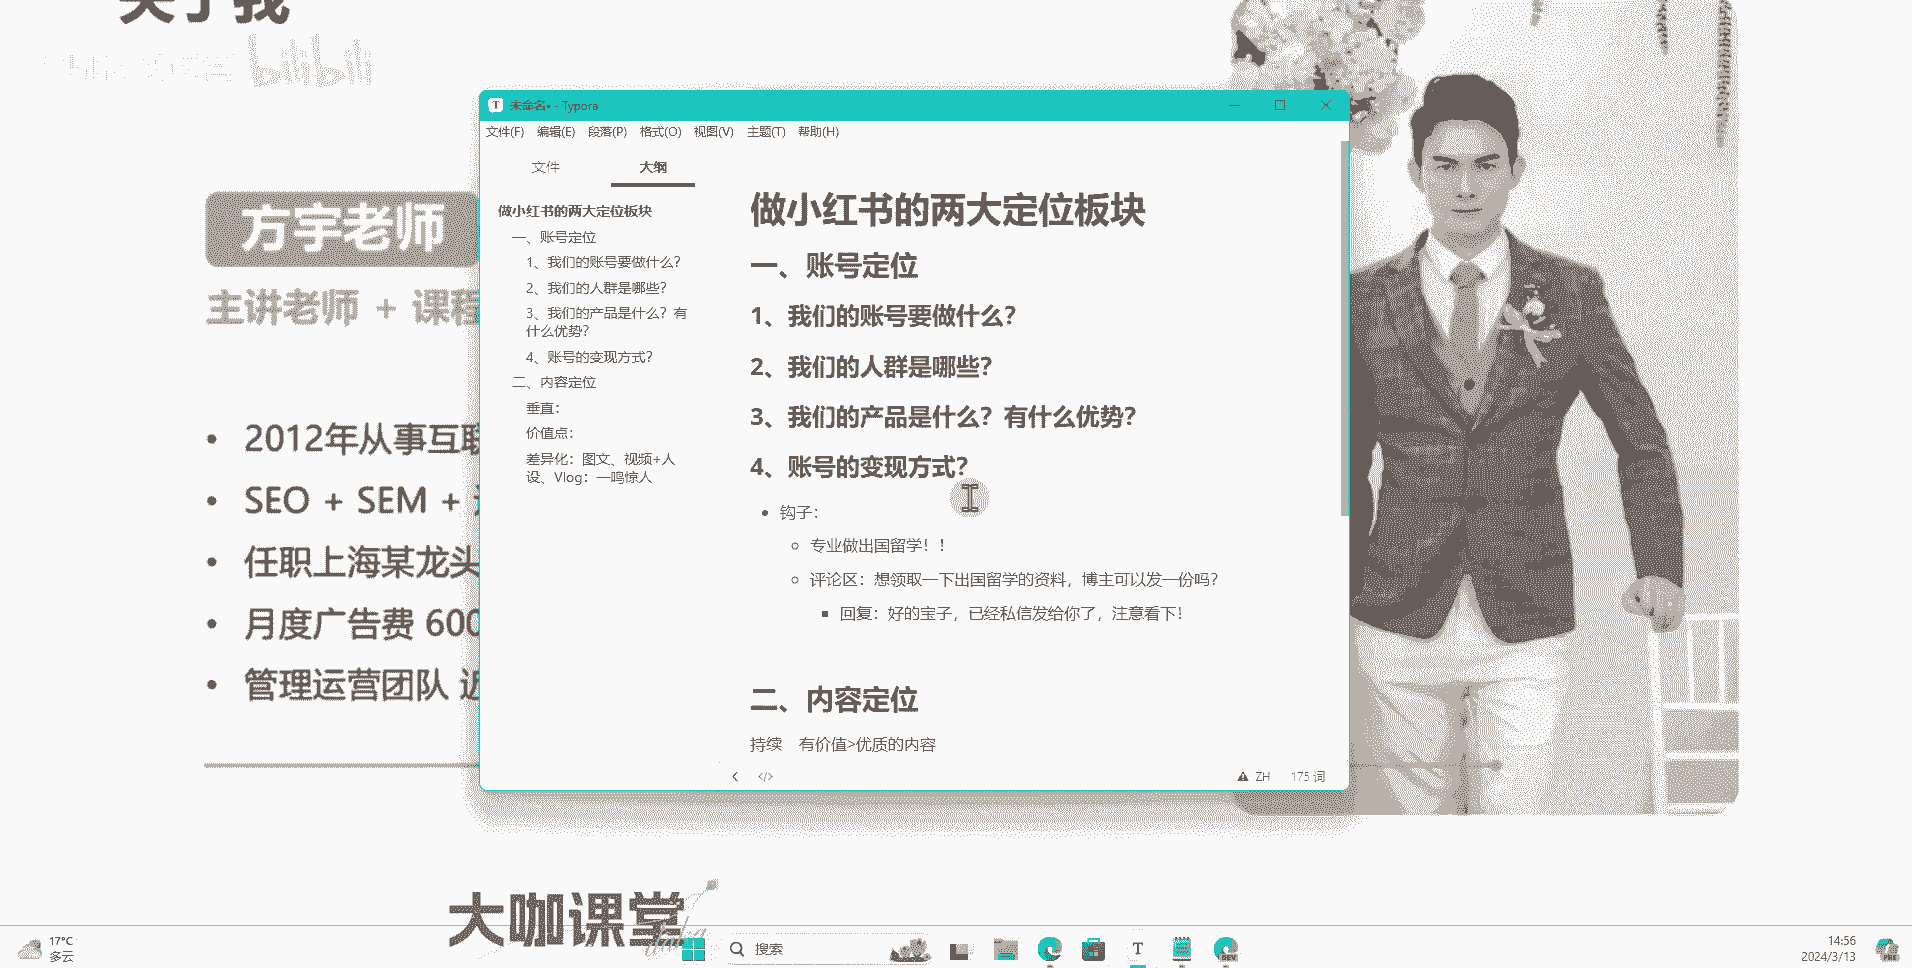 关于我
bilibili
未命名• - Typora
文件(F) 编辑(E) 段落(P) 格式(O) 视图(V) 主题(T) 帮助(H)
文件 大纲
做小红书的两大定位板块
一、账号定位
1、我们的账号要做什么？
2、我们的人群是哪些？
3、我们的产品是什么？有
什么优势？
4、账号的变现方式？
二、内容定位
垂直：
价值点：
差异化：图文、视频+人
设、Vlog：一鸣惊人
做小红书的两大定位板块
一、账号定位
1、我们的账号要做什么？
2、我们的人群是哪些？
3、我们的产品是什么？有什么优势？
4、账号的变现方式？
钩子：
专业做出国留学！！
评论区：想领取一下出国留学的资料，博主可以发一份吗？
回复：好的宝子，已经私信发给你了，注意看下！
二、内容定位
持续 有价值>优质的内容
ZH 175 词
方宇老师
主讲老师 + 课程
2012年从事互联
SEO + SEM +
任职上海某龙头
月度广告费 600
管理运营团队 近
大咖课堂
17°C
多云
搜索
T
DEV
14:56
2024/3/13
PRE